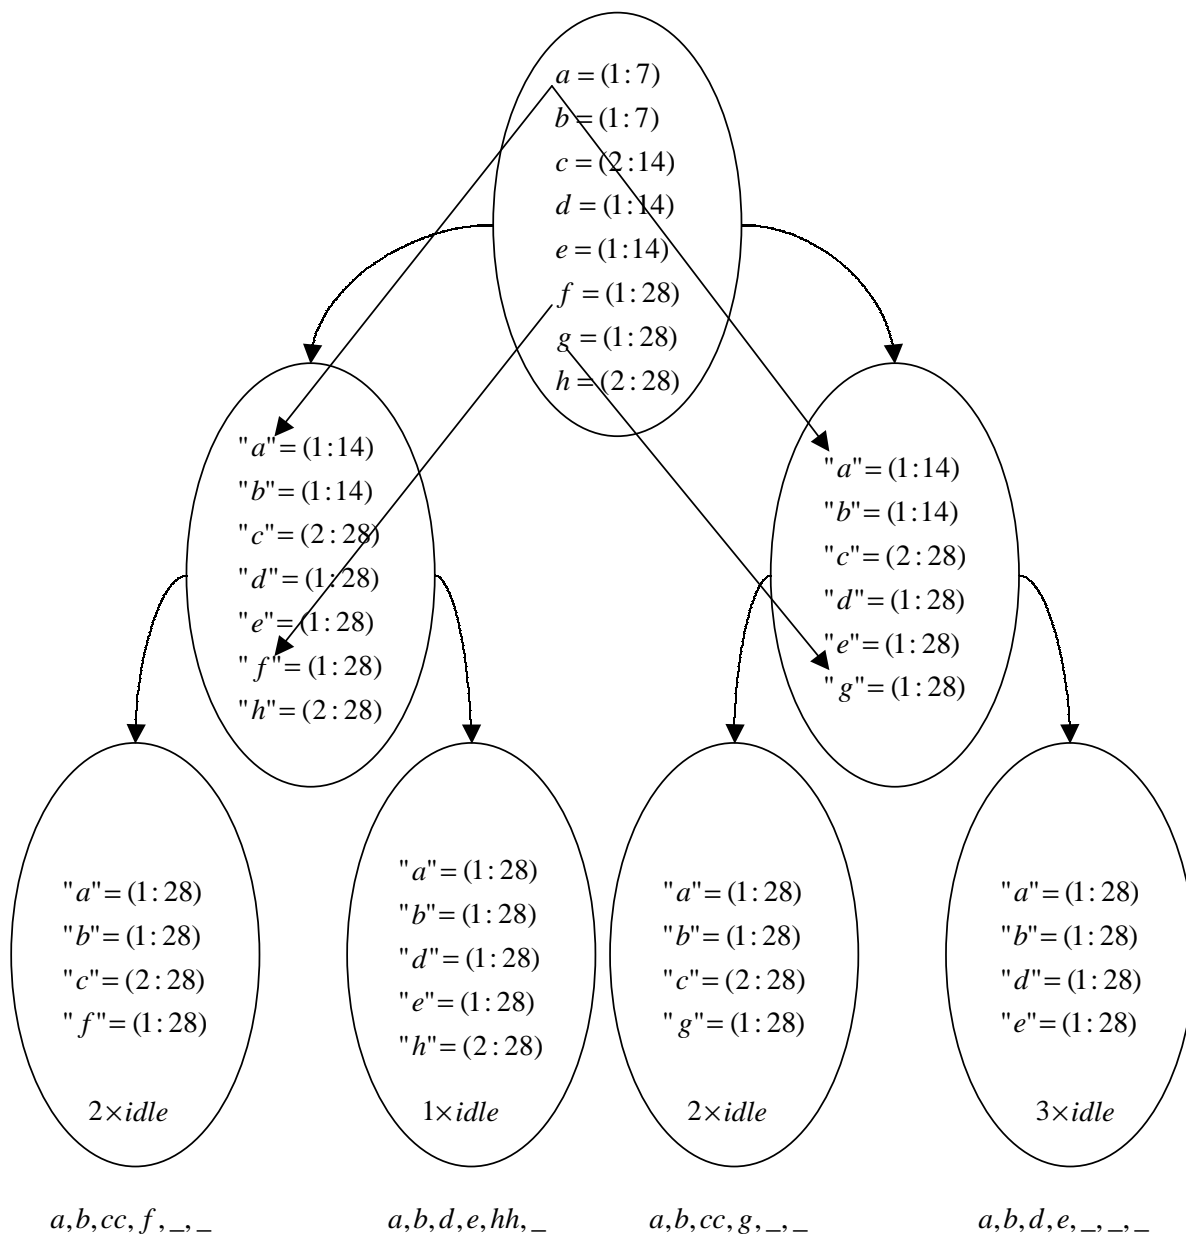 a = (1:7)
b = (1:7)
c = (2:14)
d = (1:14)
e = (1:14)
f = (1:28)
g = (1:28)
h = (2:28)
"a"= (1:14)
"b"= (1:14)
"c"= (2:28)
"d"= (1:28)
"e"= (1:28)
"f"= (1:28)
"h"= (2:28)
"a"= (1:14)
"b"= (1:14)
"c"= (2:28)
"d"= (1:28)
"e"= (1:28)
"g"= (1:28)
"a"= (1:28)
"b"= (1:28)
"c"= (2:28)
"f"= (1:28)
2×idle
"a"= (1:28)
"b"= (1:28)
"d"= (1:28)
"e"= (1:28)
"h"= (2:28)
1×idle
"a"= (1:28)
"b"= (1:28)
"c"= (2:28)
"g"= (1:28)
2×idle
"a"= (1:28)
"b"= (1:28)
"d"= (1:28)
"e"= (1:28)
3×idle
a,b,cc,f,_,_
a,b,d,e,hh,_
a,b,cc,g,_,_
a,b,d,e,_,_,_